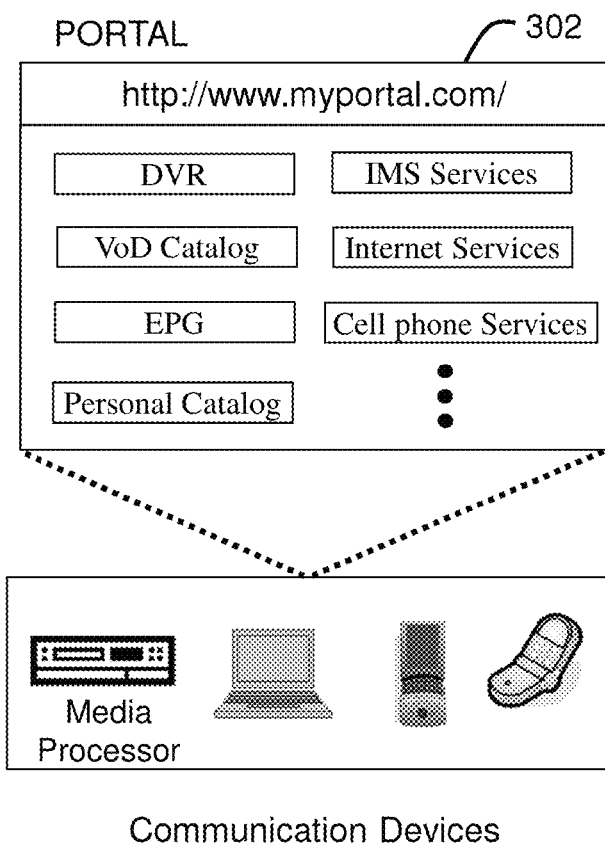 PORTAL
302
http://www.myportal.com/
DVR
IMS Services
VoD Catalog
Internet Services
EPG
Cell phone Services
Personal Catalog
Media
Processor
Communication Devices